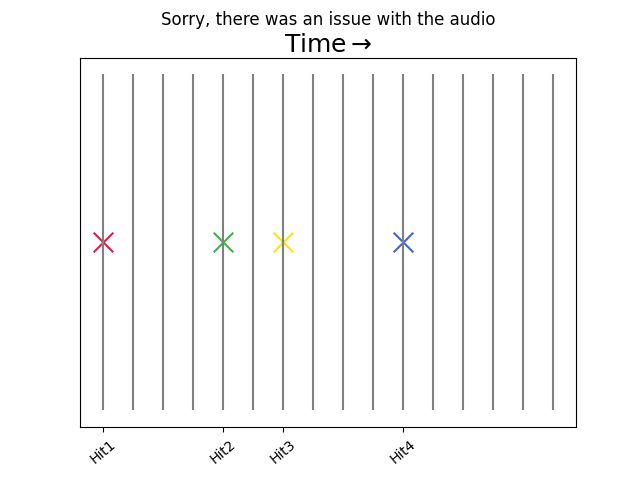 Sorry, there was an issue with the audio
Time→
Hit1
Hit2
Hit3
Hit4